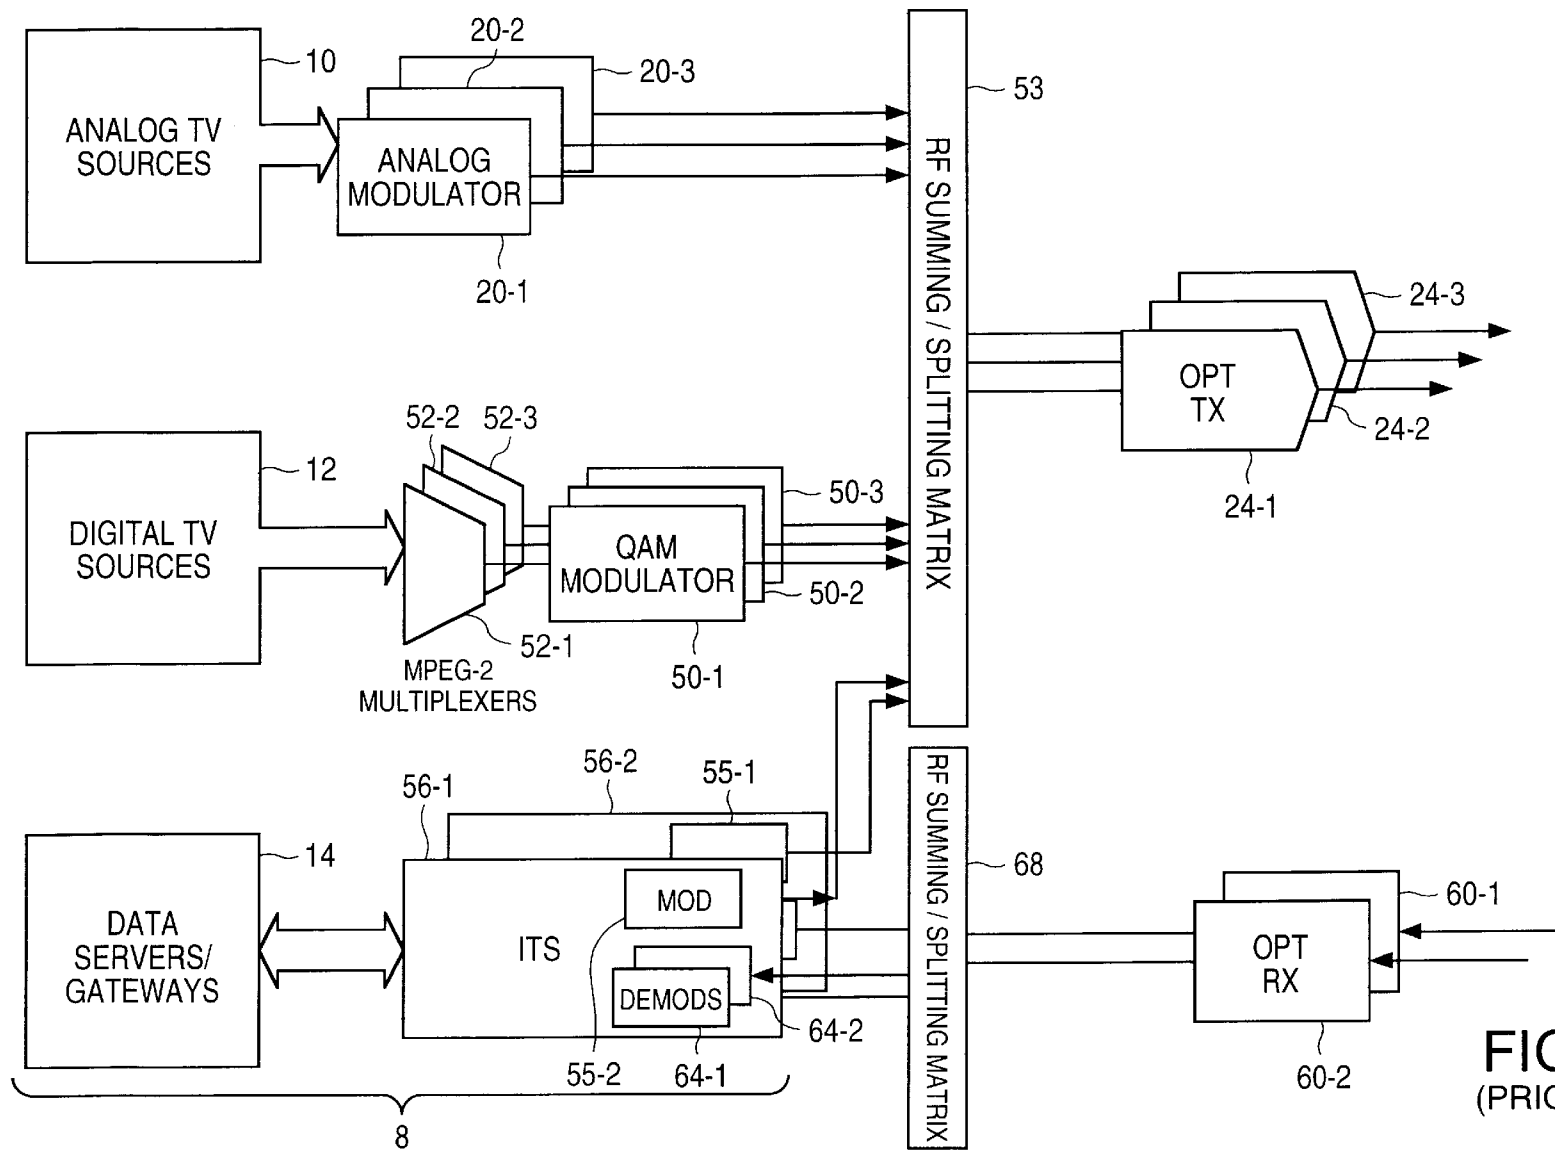 20-2
10
20-3
53
ANALOG TV
SOURCES
ANALOG
MODULATOR
20-1
RF SUMMING / SPLITTING MATRIX
24-3
OPT
TX
24-2
24-1
12
52-2
52-3
50-3
DIGITAL TV
SOURCES
QAM
MODULATOR
50-2
52-1
50-1
MPEG-2
MULTIPLEXERS
56-2
55-1
56-1
14
68
60-1
DATA
SERVERS/
GATEWAYS
ITS
MOD
DEMODS
64-2
55-2
64-1
RF SUMMING / SPLITTING MATRIX
OPT
RX
60-2
8
FIG
(PRIO